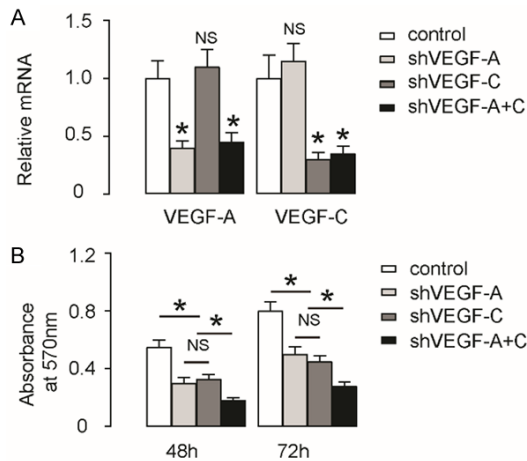 A
Relative mRNA
1.5
1.0
0.5
0
NS
NS
*
*
*
*
VEGF-A
VEGF-C
control
shVEGF-A
shVEGF-C
shVEGF-A+C
B
Absorbance
at 570nm
1.2
0.8
0.4
0
*
*
NS
*
*
NS
48h
72h
control
shVEGF-A
shVEGF-C
shVEGF-A+C